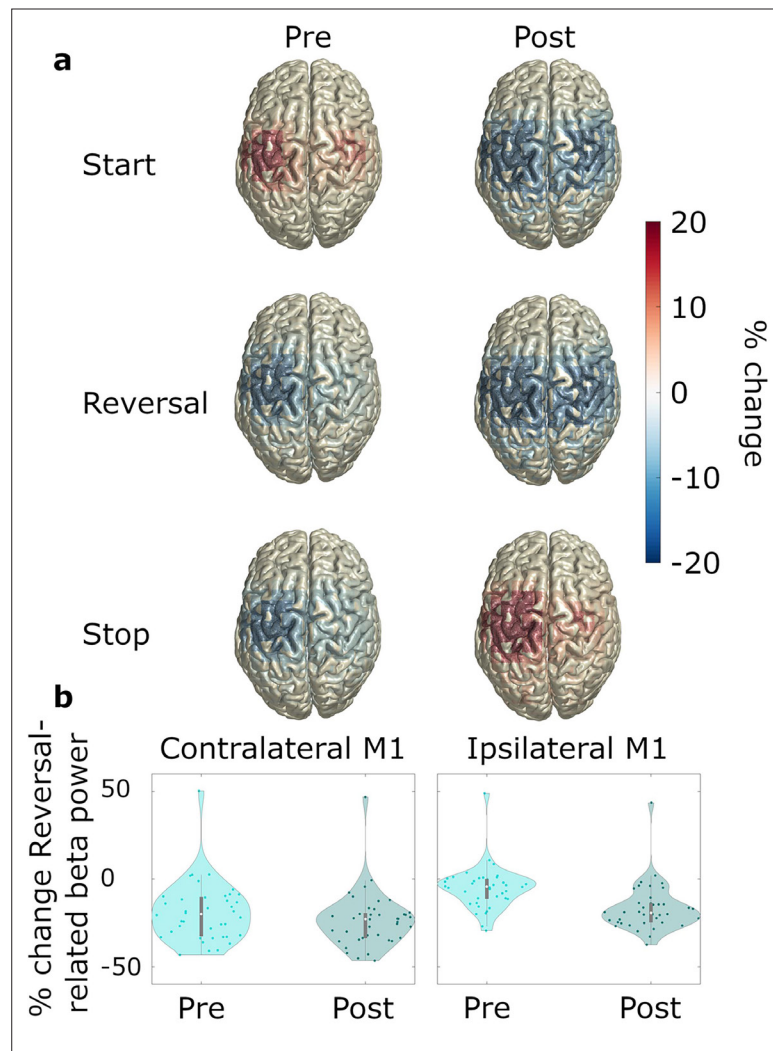 Pre Post
a
Start
20
10
0
-10
-20
% change
Reversal
Stop
b
% change Reversal-
related beta power
Contralateral M1 Ipsilateral M1
50
0
-50
Pre Post Pre Post